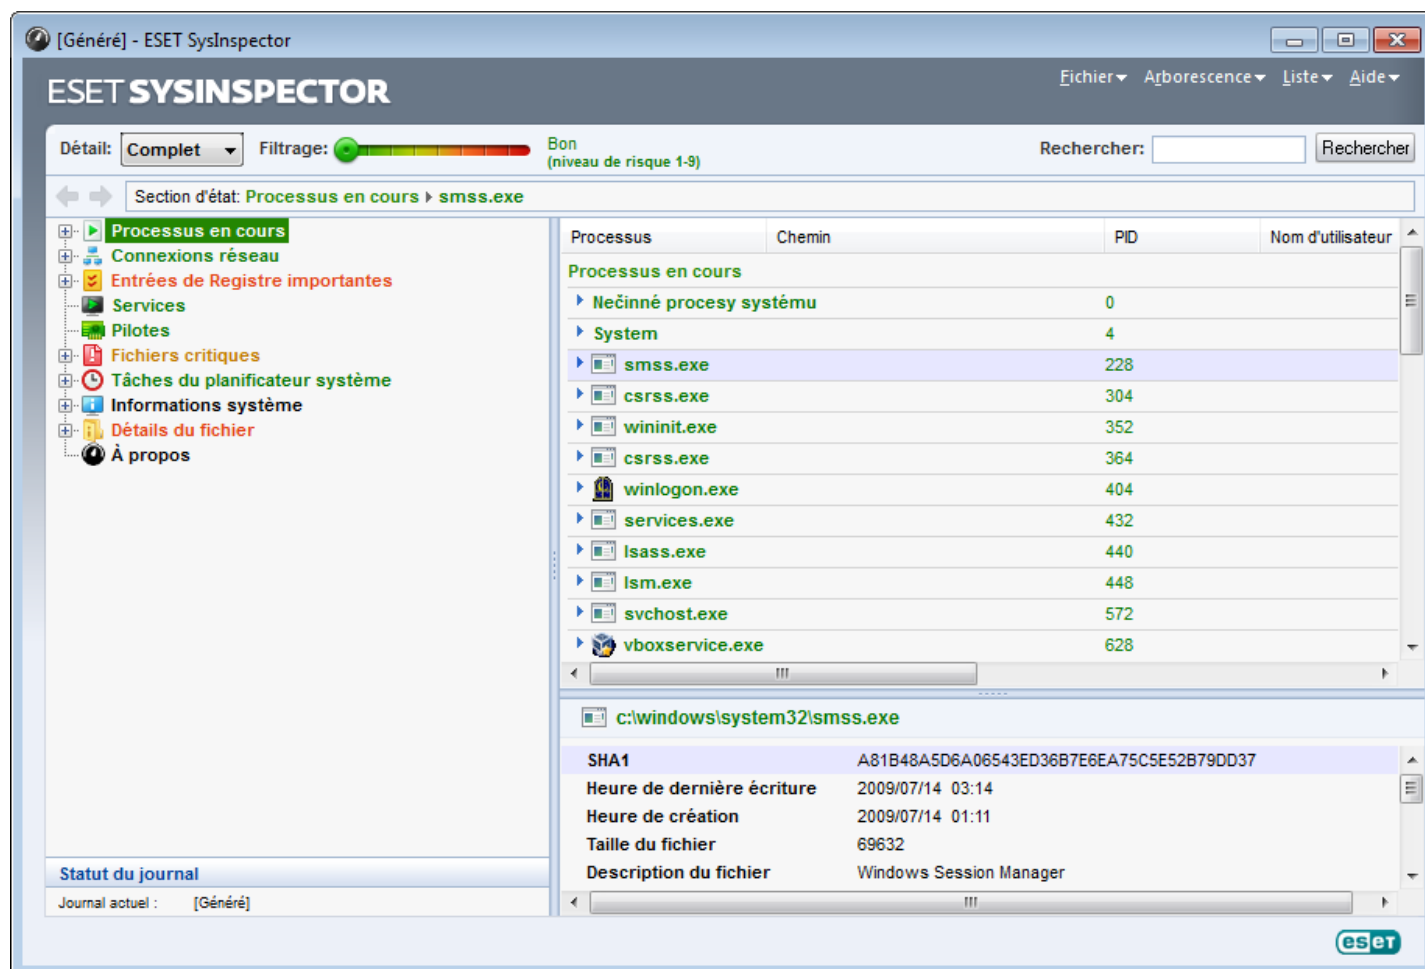 [Généré] - ESET SysInspector
ESET SYSINSPECTOR
Fichier Arborescence Liste Aide
Détail: Complet Filtrage: Bon (niveau de risque 1-9) Rechercher: Rechercher
Section d'état: Processus en cours smss.exe
Processus en cours
Connexions réseau
Entrées de Registre importantes
Services
Pilotes
Fichiers critiques
Tâches du planificateur système
Informations système
Détails du fichier
À propos
Statut du journal
Journal actuel : [Généré]
Processus Chemin PID Nom d'utilisateur
Processus en cours
Nečinné procesy systému 0
System 4
smss.exe 228
csrss.exe 304
wininit.exe 352
csrss.exe 364
winlogon.exe 404
services.exe 432
lsass.exe 440
lsm.exe 448
svchost.exe 572
vboxservice.exe 628
c:\windows\system32\smss.exe
SHA1 A81B48A5D6A06543ED36B7E6EA75C5E52B79DD37
Heure de dernière écriture 2009/07/14 03:14
Heure de création 2009/07/14 01:11
Taille du fichier 69632
Description du fichier Windows Session Manager
eset